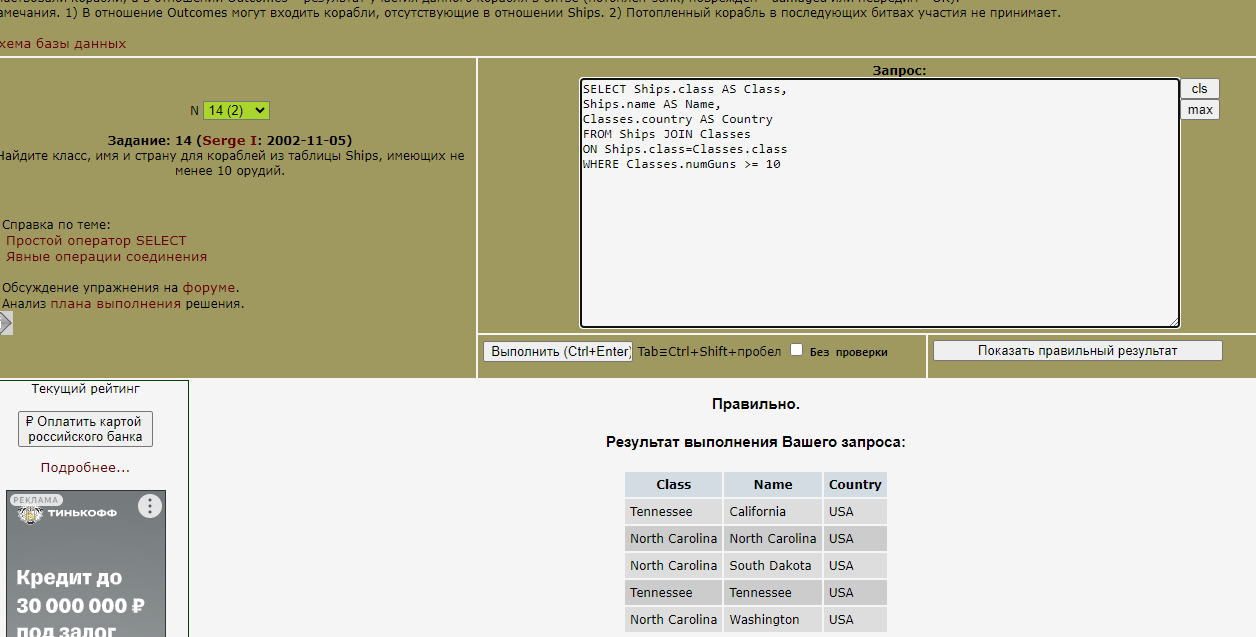 амечания. 1) В отношение Outcomes могут входить корабли, отсутствующие в отношении Ships. 2) Потопленный корабль в последующих битвах участия не принимает.
хема базы данных
N 14 (2)
Задание: 14 (Serge I: 2002-11-05)
Найдите класс, имя и страну для кораблей из таблицы Ships, имеющих не
менее 10 орудий.
Справка по теме:
Простой оператор SELECT
Явные операции соединения
Обсуждение упражнения на форуме.
Анализ плана выполнения решения.
Запрос:
SELECT Ships.class AS Class,
Ships.name AS Name,
Classes.country AS Country
FROM Ships JOIN Classes
ON Ships.class=Classes.class
WHERE Classes.numGuns >= 10
cls
max
Выполнить (Ctrl+Enter) Tab≡Ctrl+Shift+пробел Без проверки
Показать правильный результат
Текущий рейтинг
₽ Оплатить картой
российского банка
Подробнее...
РЕКЛАМА
ТИНЬКОФФ
Кредит до
30 000 000 ₽
под залог
Правильно.
Результат выполнения Вашего запроса:
Class Name Country
Tennessee California USA
North Carolina North Carolina USA
North Carolina South Dakota USA
Tennessee Tennessee USA
North Carolina Washington USA